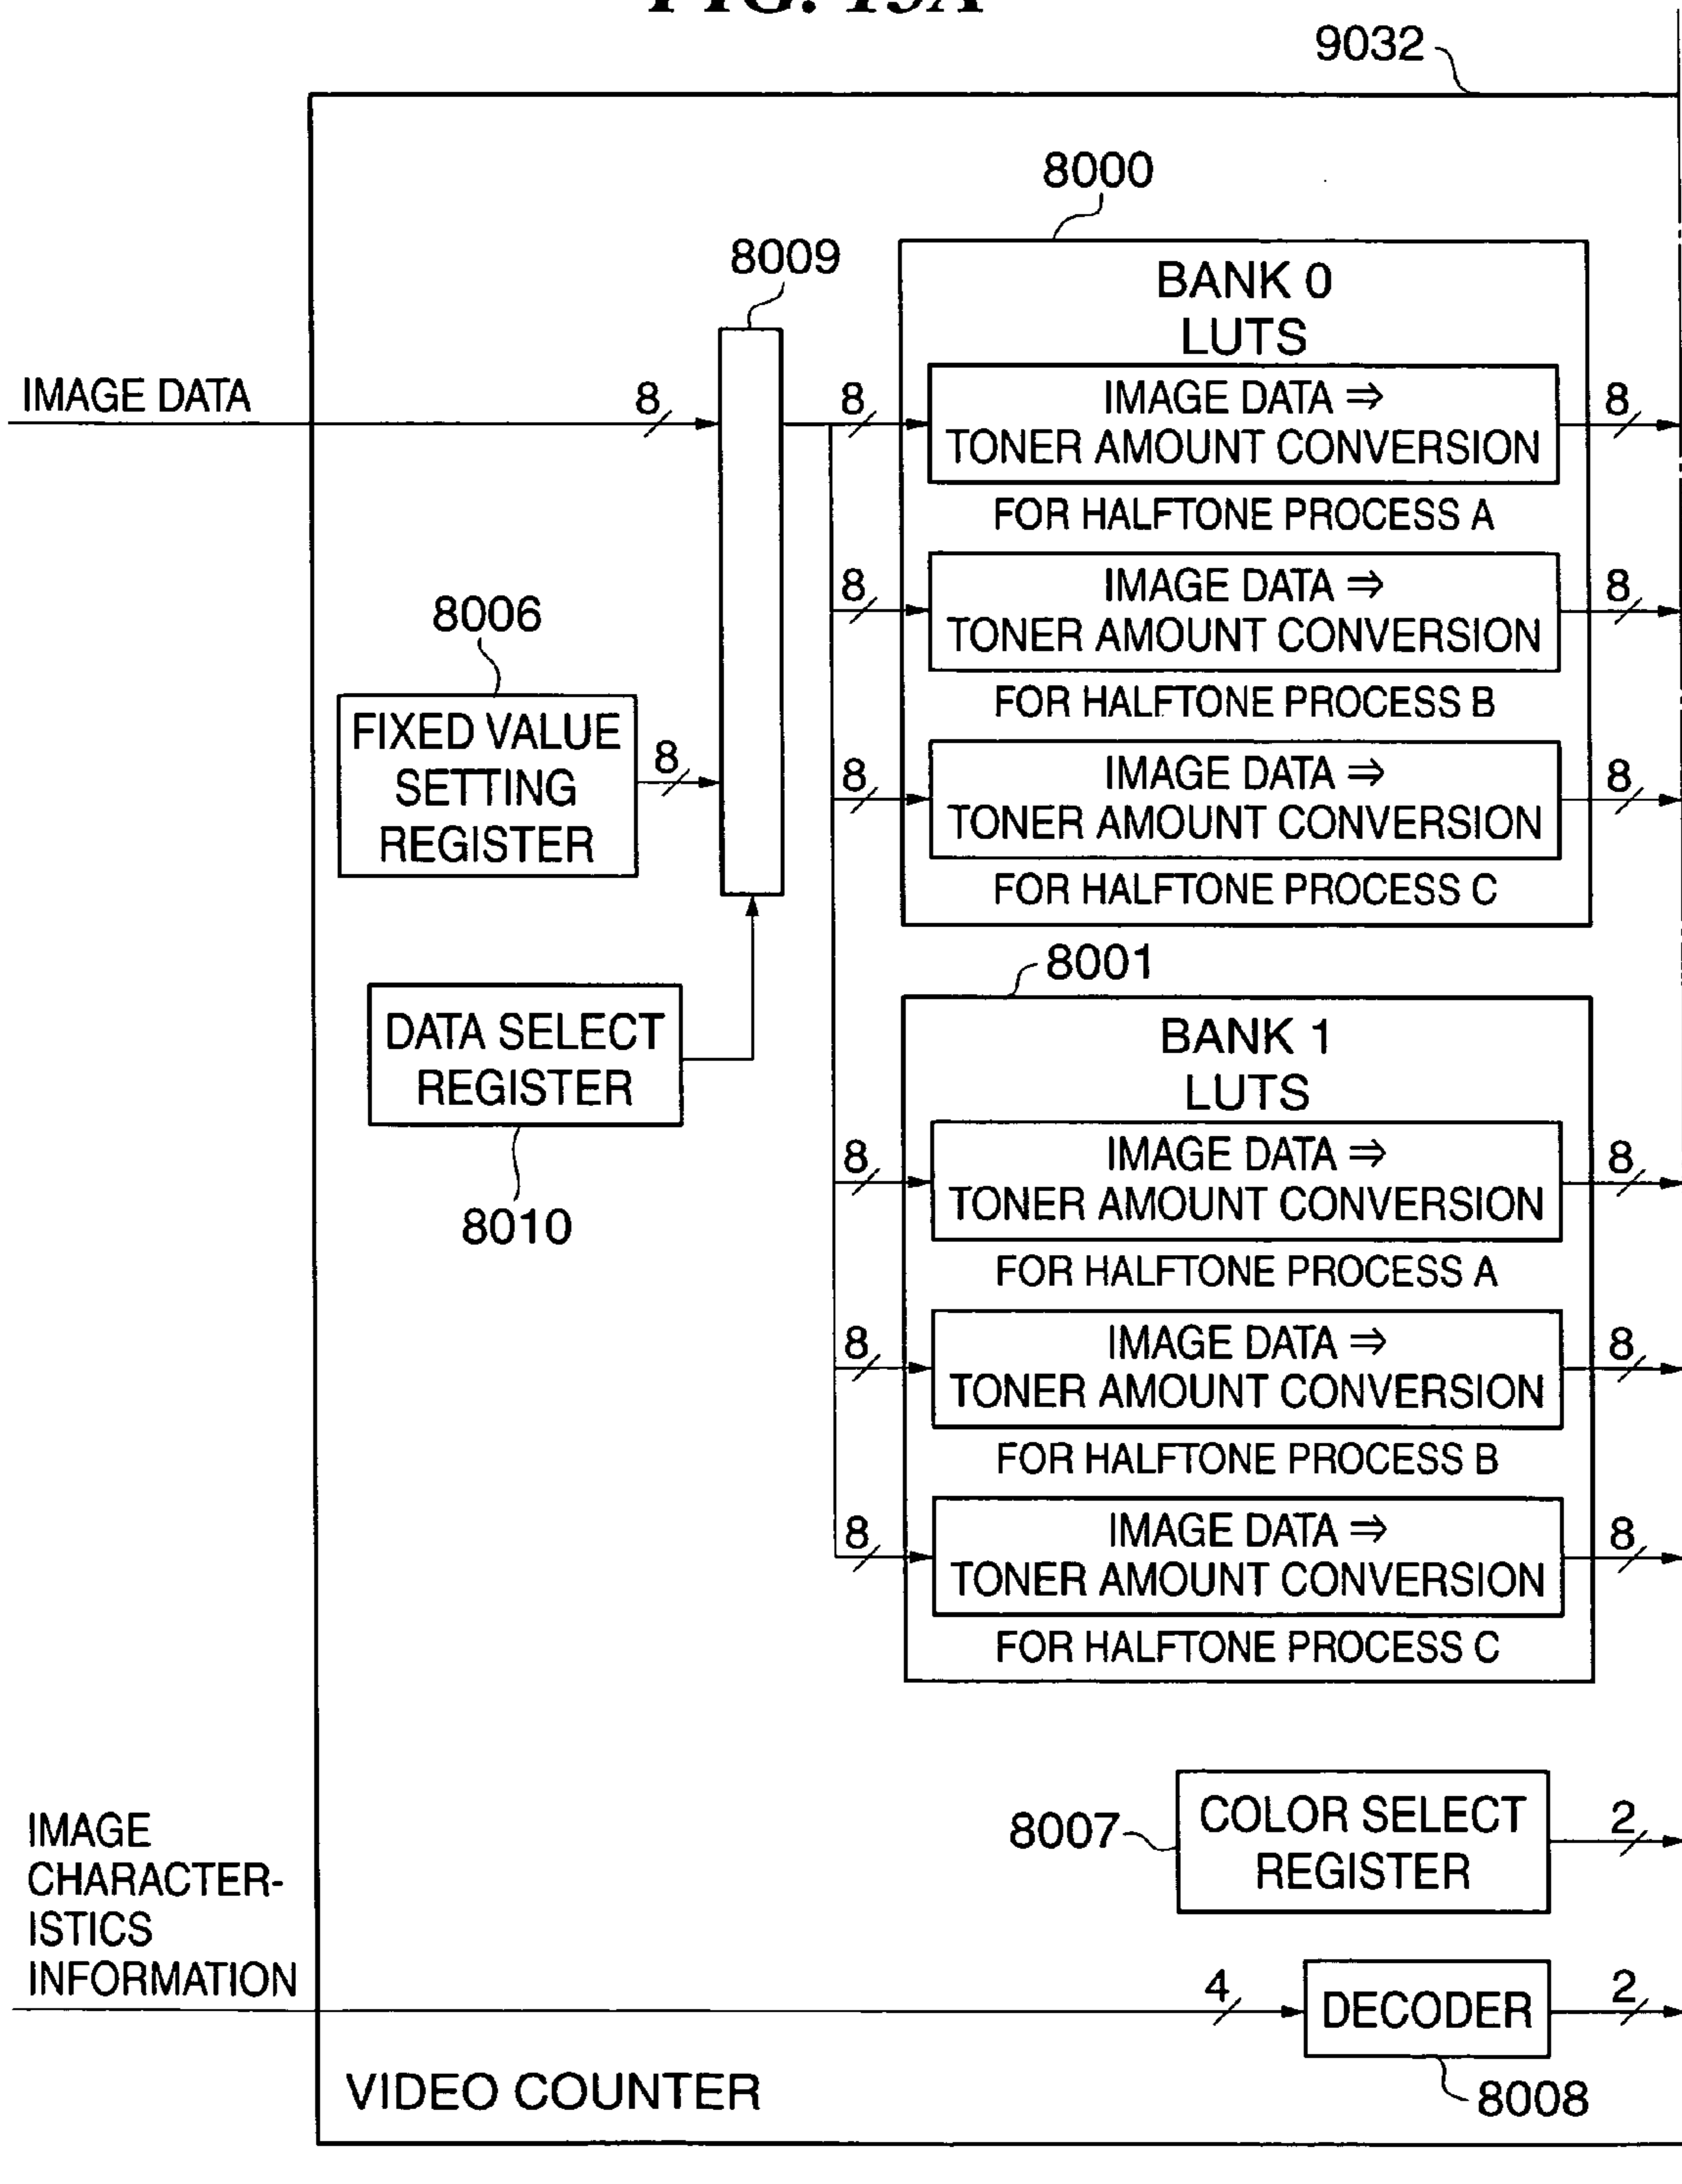 FIG. 15A
9032
8000
8009
BANK 0
LUTS
IMAGE DATA
8
8
IMAGE DATA ⇒
TONER AMOUNT CONVERSION
8
FOR HALFTONE PROCESS A
8
IMAGE DATA ⇒
TONER AMOUNT CONVERSION
8
FOR HALFTONE PROCESS B
8006
FIXED VALUE
SETTING
REGISTER
8
8
IMAGE DATA ⇒
TONER AMOUNT CONVERSION
8
FOR HALFTONE PROCESS C
8001
DATA SELECT
REGISTER
8010
BANK 1
LUTS
8
IMAGE DATA ⇒
TONER AMOUNT CONVERSION
8
FOR HALFTONE PROCESS A
8
IMAGE DATA ⇒
TONER AMOUNT CONVERSION
8
FOR HALFTONE PROCESS B
8
IMAGE DATA ⇒
TONER AMOUNT CONVERSION
8
FOR HALFTONE PROCESS C
8007
COLOR SELECT
REGISTER
2
IMAGE
CHARACTER-
ISTICS
INFORMATION
4
DECODER
2
8008
VIDEO COUNTER